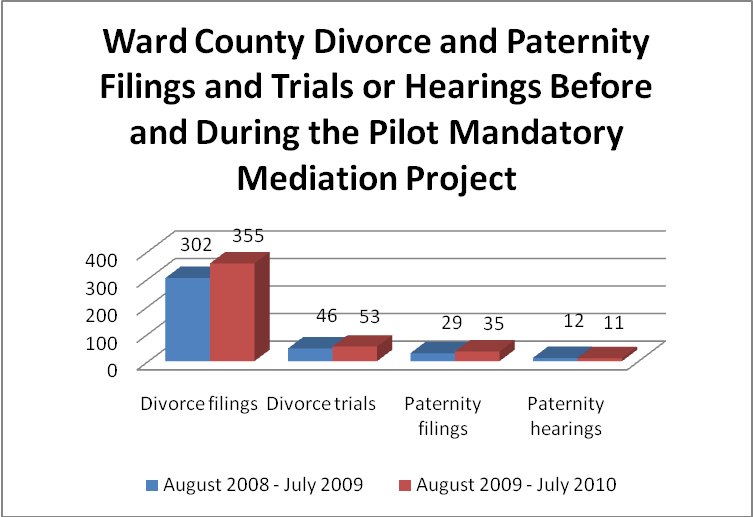 Ward County Divorce and Paternity
Filings and Trials or Hearings Before
and During the Pilot Mandatory
Mediation Project
302
355
46
53
29
35
12
11
400
300
200
100
0
Divorce filings
Divorce trials
Paternity
filings
Paternity
hearings
August 2008 - July 2009
August 2009 - July 2010